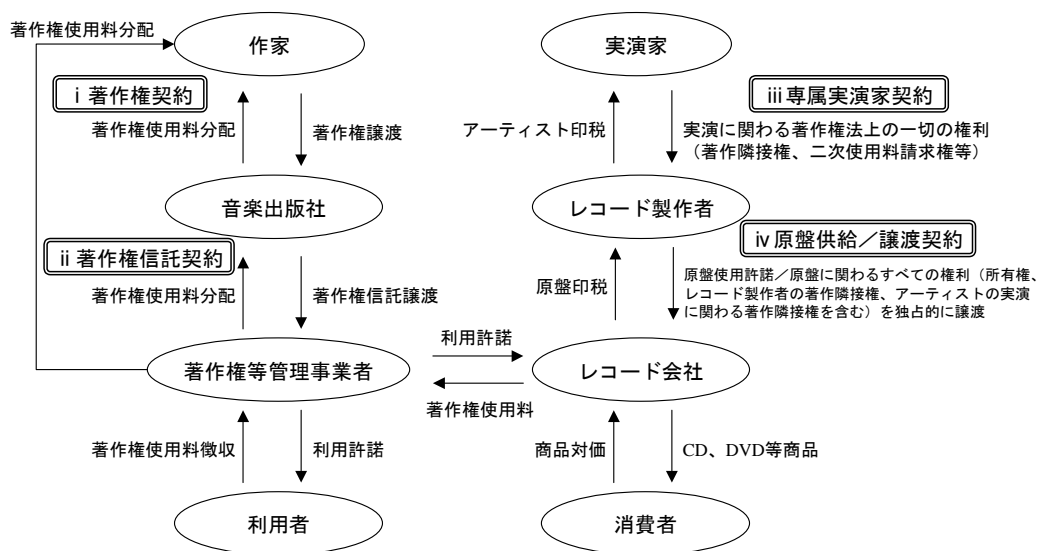 著作権使用料分配
作家
実演家
ⅰ 著作権契約
ⅲ 専属実演家契約
著作権使用料分配
著作権譲渡
アーティスト印税
実演に関わる著作権法上の一切の権利
（著作隣接権、二次使用料請求権等）
音楽出版社
レコード製作者
ⅱ 著作権信託契約
ⅳ 原盤供給／譲渡契約
著作権使用料分配
著作権信託譲渡
原盤印税
原盤使用許諾／原盤に関わるすべての権利（所有権、
レコード製作者の著作隣接権、アーティストの実演
に関わる著作隣接権を含む）を独占的に譲渡
利用許諾
著作権等管理事業者
レコード会社
著作権使用料
著作権使用料徴収
利用許諾
商品対価
CD、DVD等商品
利用者
消費者